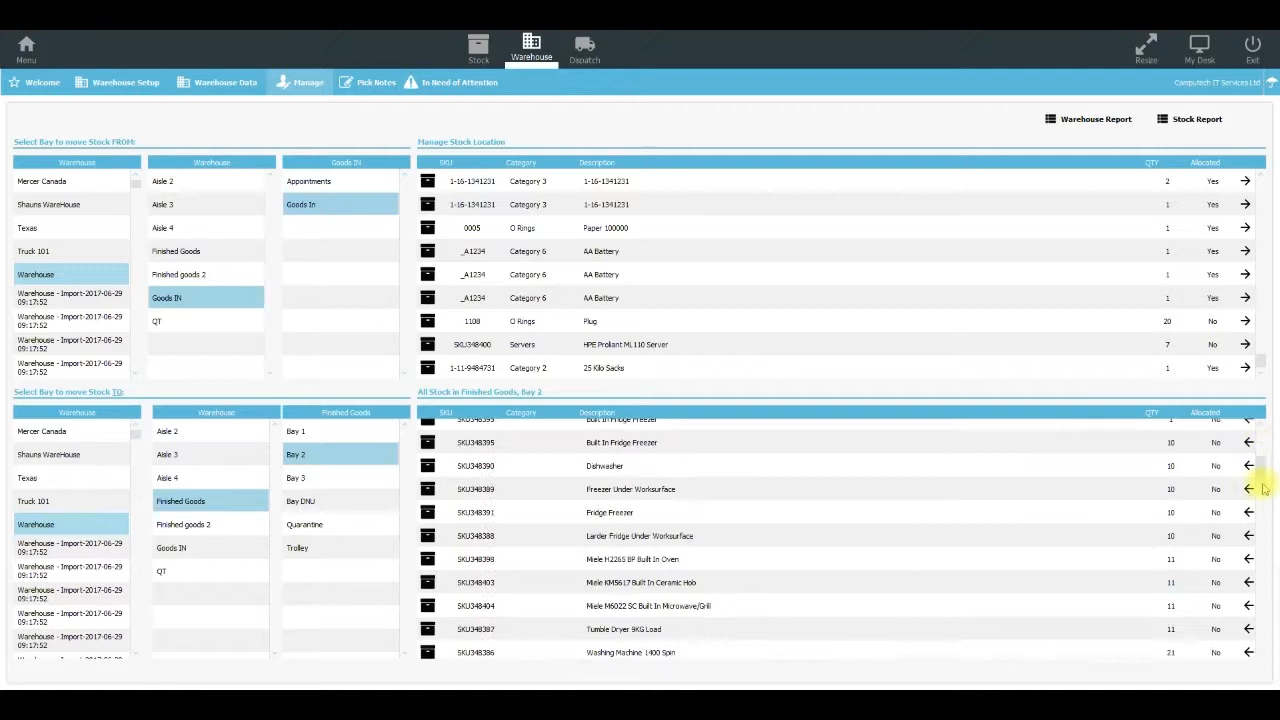 Menu
Stock
Warehouse
Dispatch
Resize
My Desk
Exit
Welcome
Warehouse Setup
Warehouse Data
Manage
Pick Notes
In Need of Attention
Computech IT Services Ltd
Warehouse Report
Stock Report
Select Bay to move Stock FROM:
Manage Stock Location
Warehouse
Warehouse
Goods IN
SKU Category Description QTY Allocated
Mercer Canada
Shauns WareHouse
Texas
Truck 101
Warehouse
Warehouse - Import-2017-06-29
09:17:52
Warehouse - Import-2017-06-29
09:17:52
Warehouse - Import-2017-06-29
09:17:52
Warehouse - Import-2017-06-29
09:17:52
Aisle 2
Aisle 3
Aisle 4
Finished Goods
Finished goods 2
Goods IN
QT
Appointments
Goods In
1-16-1341231 Category 3 1-16-1341231 2 Yes
1-16-1341231 Category 3 1-16-1341231 1 Yes
0005 O Rings Paper 100000 1 Yes
_A1234 Category 6 AA Battery 1 Yes
_A1234 Category 6 AA Battery 1 Yes
_A1234 Category 6 AA Battery 1 Yes
1108 O Rings Plug 20 No
SKU348400 Servers HPE Proliant ML110 Server 7 No
1-11-9484731 Category 2 25 Kilo Sacks 1 Yes
Select Bay to move Stock TO:
All Stock in Finished Goods, Bay 2
Warehouse
Warehouse
Finished Goods
SKU Category Description QTY Allocated
Mercer Canada
Shauns WareHouse
Texas
Truck 101
Warehouse
Warehouse - Import-2017-06-29
09:17:52
Warehouse - Import-2017-06-29
09:17:52
Warehouse - Import-2017-06-29
09:17:52
Warehouse - Import-2017-06-29
09:17:52
Warehouse - Import-2017-06-29
09:17:52
Aisle 2
Aisle 3
Aisle 4
Finished Goods
Finished goods 2
Goods IN
QT
Bay 1
Bay 2
Bay 3
Bay DNU
Quarantine
Trolley
Built In Fridge Freezer
SKU348395 Built In Fridge Freezer 10 No
SKU348390 Dishwasher 10 No
SKU348389 Freezer Under Worksurface 10 No
SKU348391 Fridge Freezer 10 No
SKU348388 Larder Fridge Under Worksurface 10 No
SKU348398 Miele H2265 BP Built In Oven 11 No
SKU348403 Miele KM5617 Built In Ceramic Hob 11 No
SKU348404 Miele M6022 SC Built In Microwave/Grill 11 No
SKU348387 Tumble Dryer 9KG Load 11 No
SKU348386 Washing Machine 1400 Spin 21 No